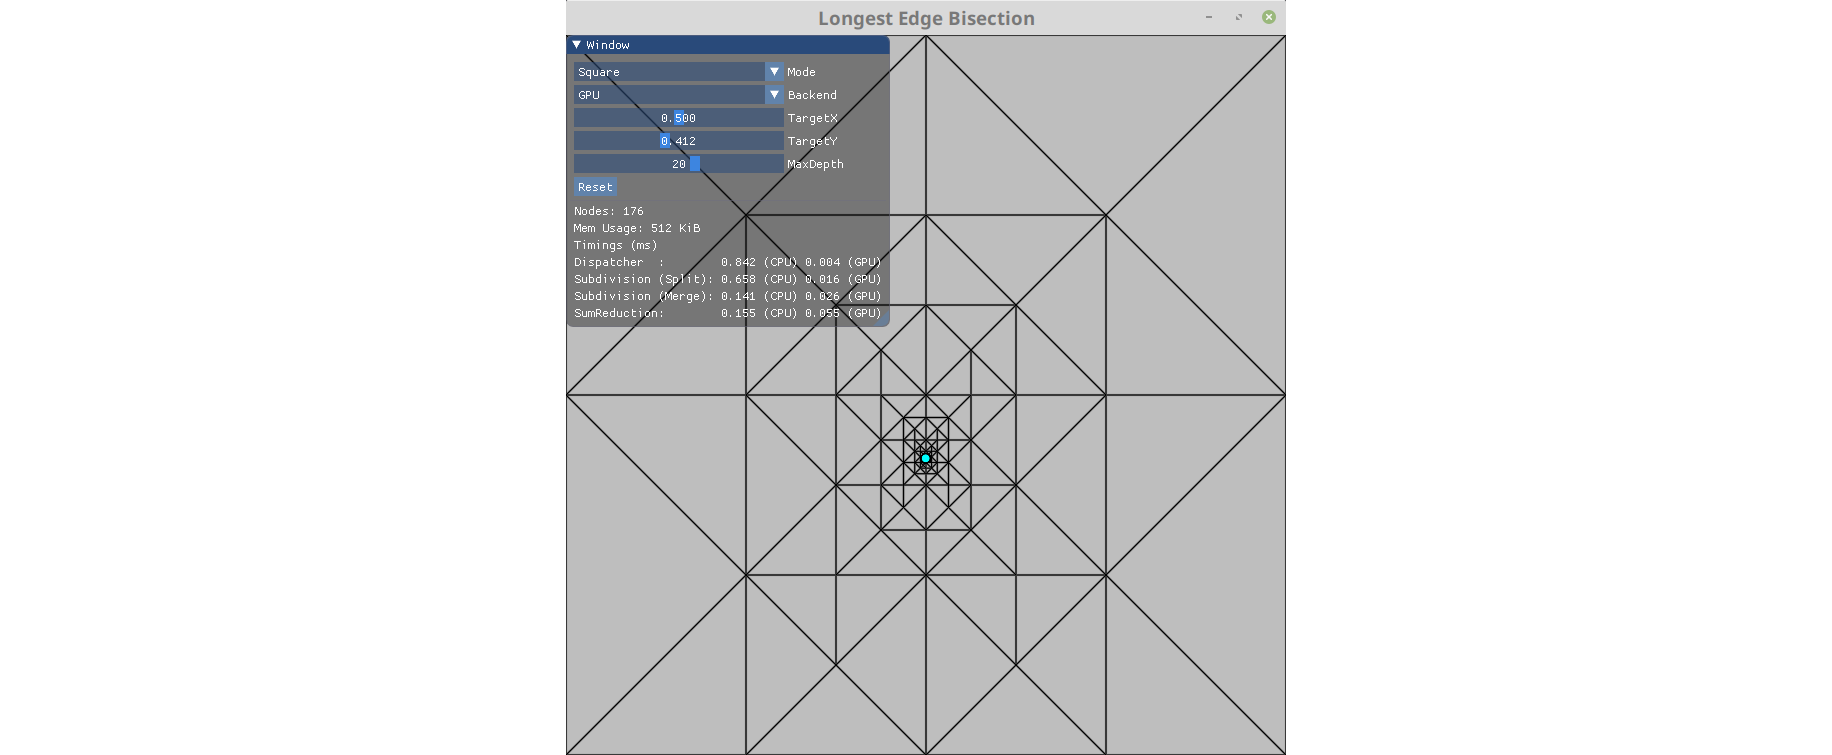 Longest Edge Bisection
Window
Square Mode
GPU Backend
0.500 TargetX
0.412 TargetY
20 MaxDepth
Reset
Nodes: 176
Mem Usage: 512 KiB
Timings (ms)
Dispatcher : 0.842 (CPU) 0.004 (GPU)
Subdivision (Split): 0.658 (CPU) 0.016 (GPU)
Subdivision (Merge): 0.141 (CPU) 0.026 (GPU)
SumReduction: 0.155 (CPU) 0.055 (GPU)